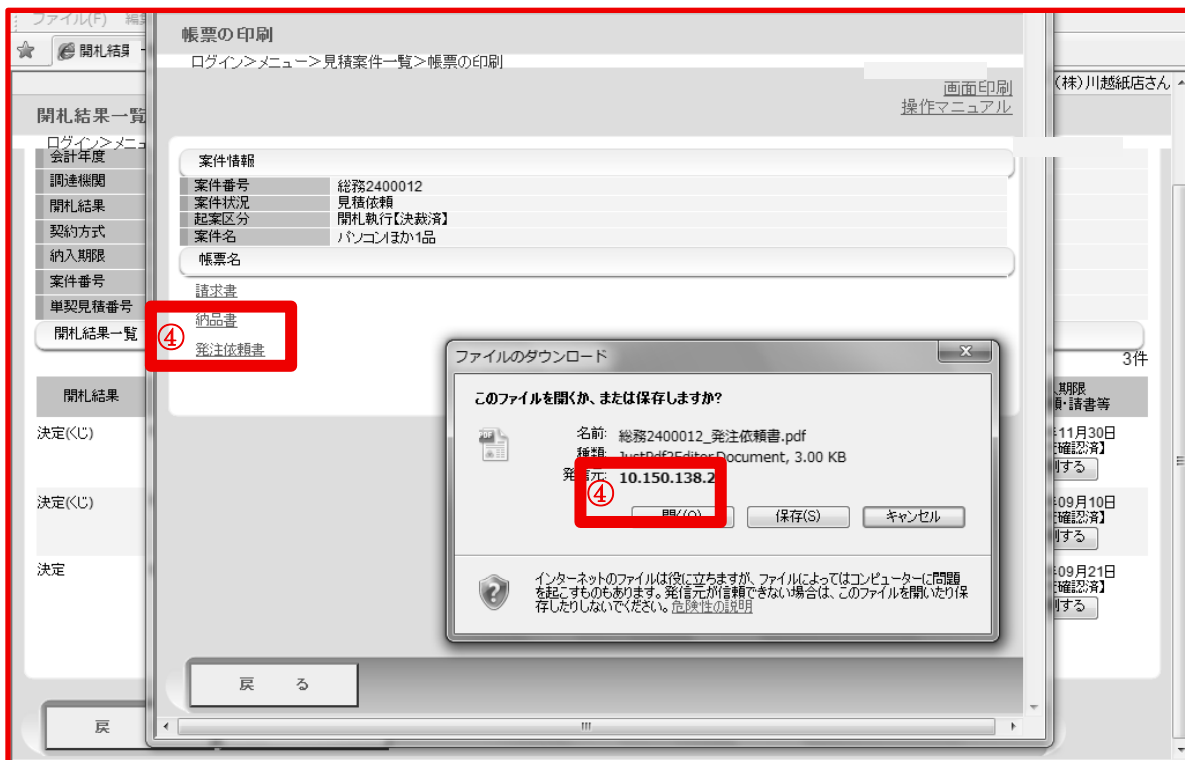 ファイル(F) 編集
開札結果
(株)川越紙店さん
開札結果一覧
ログイン>メニュー
会計年度
調達機関
開札結果
契約方式
納入期限
案件番号
単契見積番号
開札結果一覧
3件
開札結果
期限
請書等
決定(くじ)
11月30日
確認済】
する
決定(くじ)
09月10日
確認済】
する
決定
09月21日
確認済】
する
戻
帳票の印刷
ログイン>メニュー>見積案件一覧>帳票の印刷
画面印刷
操作マニュアル
案件情報
案件番号 総務2400012
案件状況 見積依頼
起案区分 開札執行【決裁済】
案件名 パソコンほか1品
帳票名
請求書
納品書
④
発注依頼書
ファイルのダウンロード
このファイルを開くか、または保存しますか?
名前: 総務2400012_発注依頼書.pdf
種類: JustPdf2Editor.Document, 3.00 KB
発信元: 10.150.138.2
④
開く(O) 保存(S) キャンセル
インターネットのファイルは役に立ちますが、ファイルによってはコンピューターに問題
を起こすものもあります。発信元が信頼できない場合は、このファイルを開いたり保
存したりしないでください。危険性の説明
戻 る